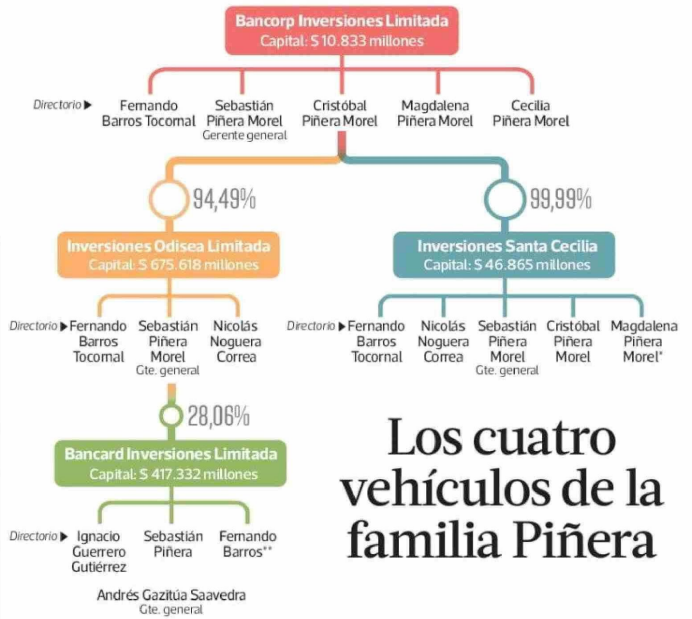 Bancorp Inversiones Limitada
Capital: $ 10.833 millones
Directorio ▶
Fernando
Barros Tocornal
Sebastián
Piñera Morel
Gerente general
Cristóbal
Piñera Morel
Magdalena
Piñera Morel
Cecilia
Piñera Morel
94,49%
99,99%
Inversiones Odisea Limitada
Capital: $ 675.618 millones
Inversiones Santa Cecilia
Capital: $ 46.865 millones
Directorio ▶
Fernando
Barros
Tocornal
Sebastián
Piñera
Morel
Gte. general
Nicolás
Noguera
Correa
Directorio ▶
Fernando
Barros
Tocornal
Nicolás
Noguera
Correa
Sebastián
Piñera
Morel
Gte. general
Cristóbal
Piñera
Morel
Magdalena
Piñera
Morel*
28,06%
Bancard Inversiones Limitada
Capital: $ 417.332 millones
Directorio ▶
Ignacio
Guerrero
Gutiérrez
Sebastián
Piñera
Fernando
Barros**
Andrés Gazitúa Saavedra
Gte. general
Los cuatro
vehículos de la
familia Piñera